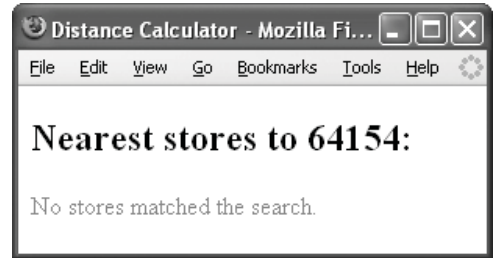 Distance Calculator - Mozilla Fi...
File Edit View Go Bookmarks Tools Help
Nearest stores to 64154:
No stores matched the search.